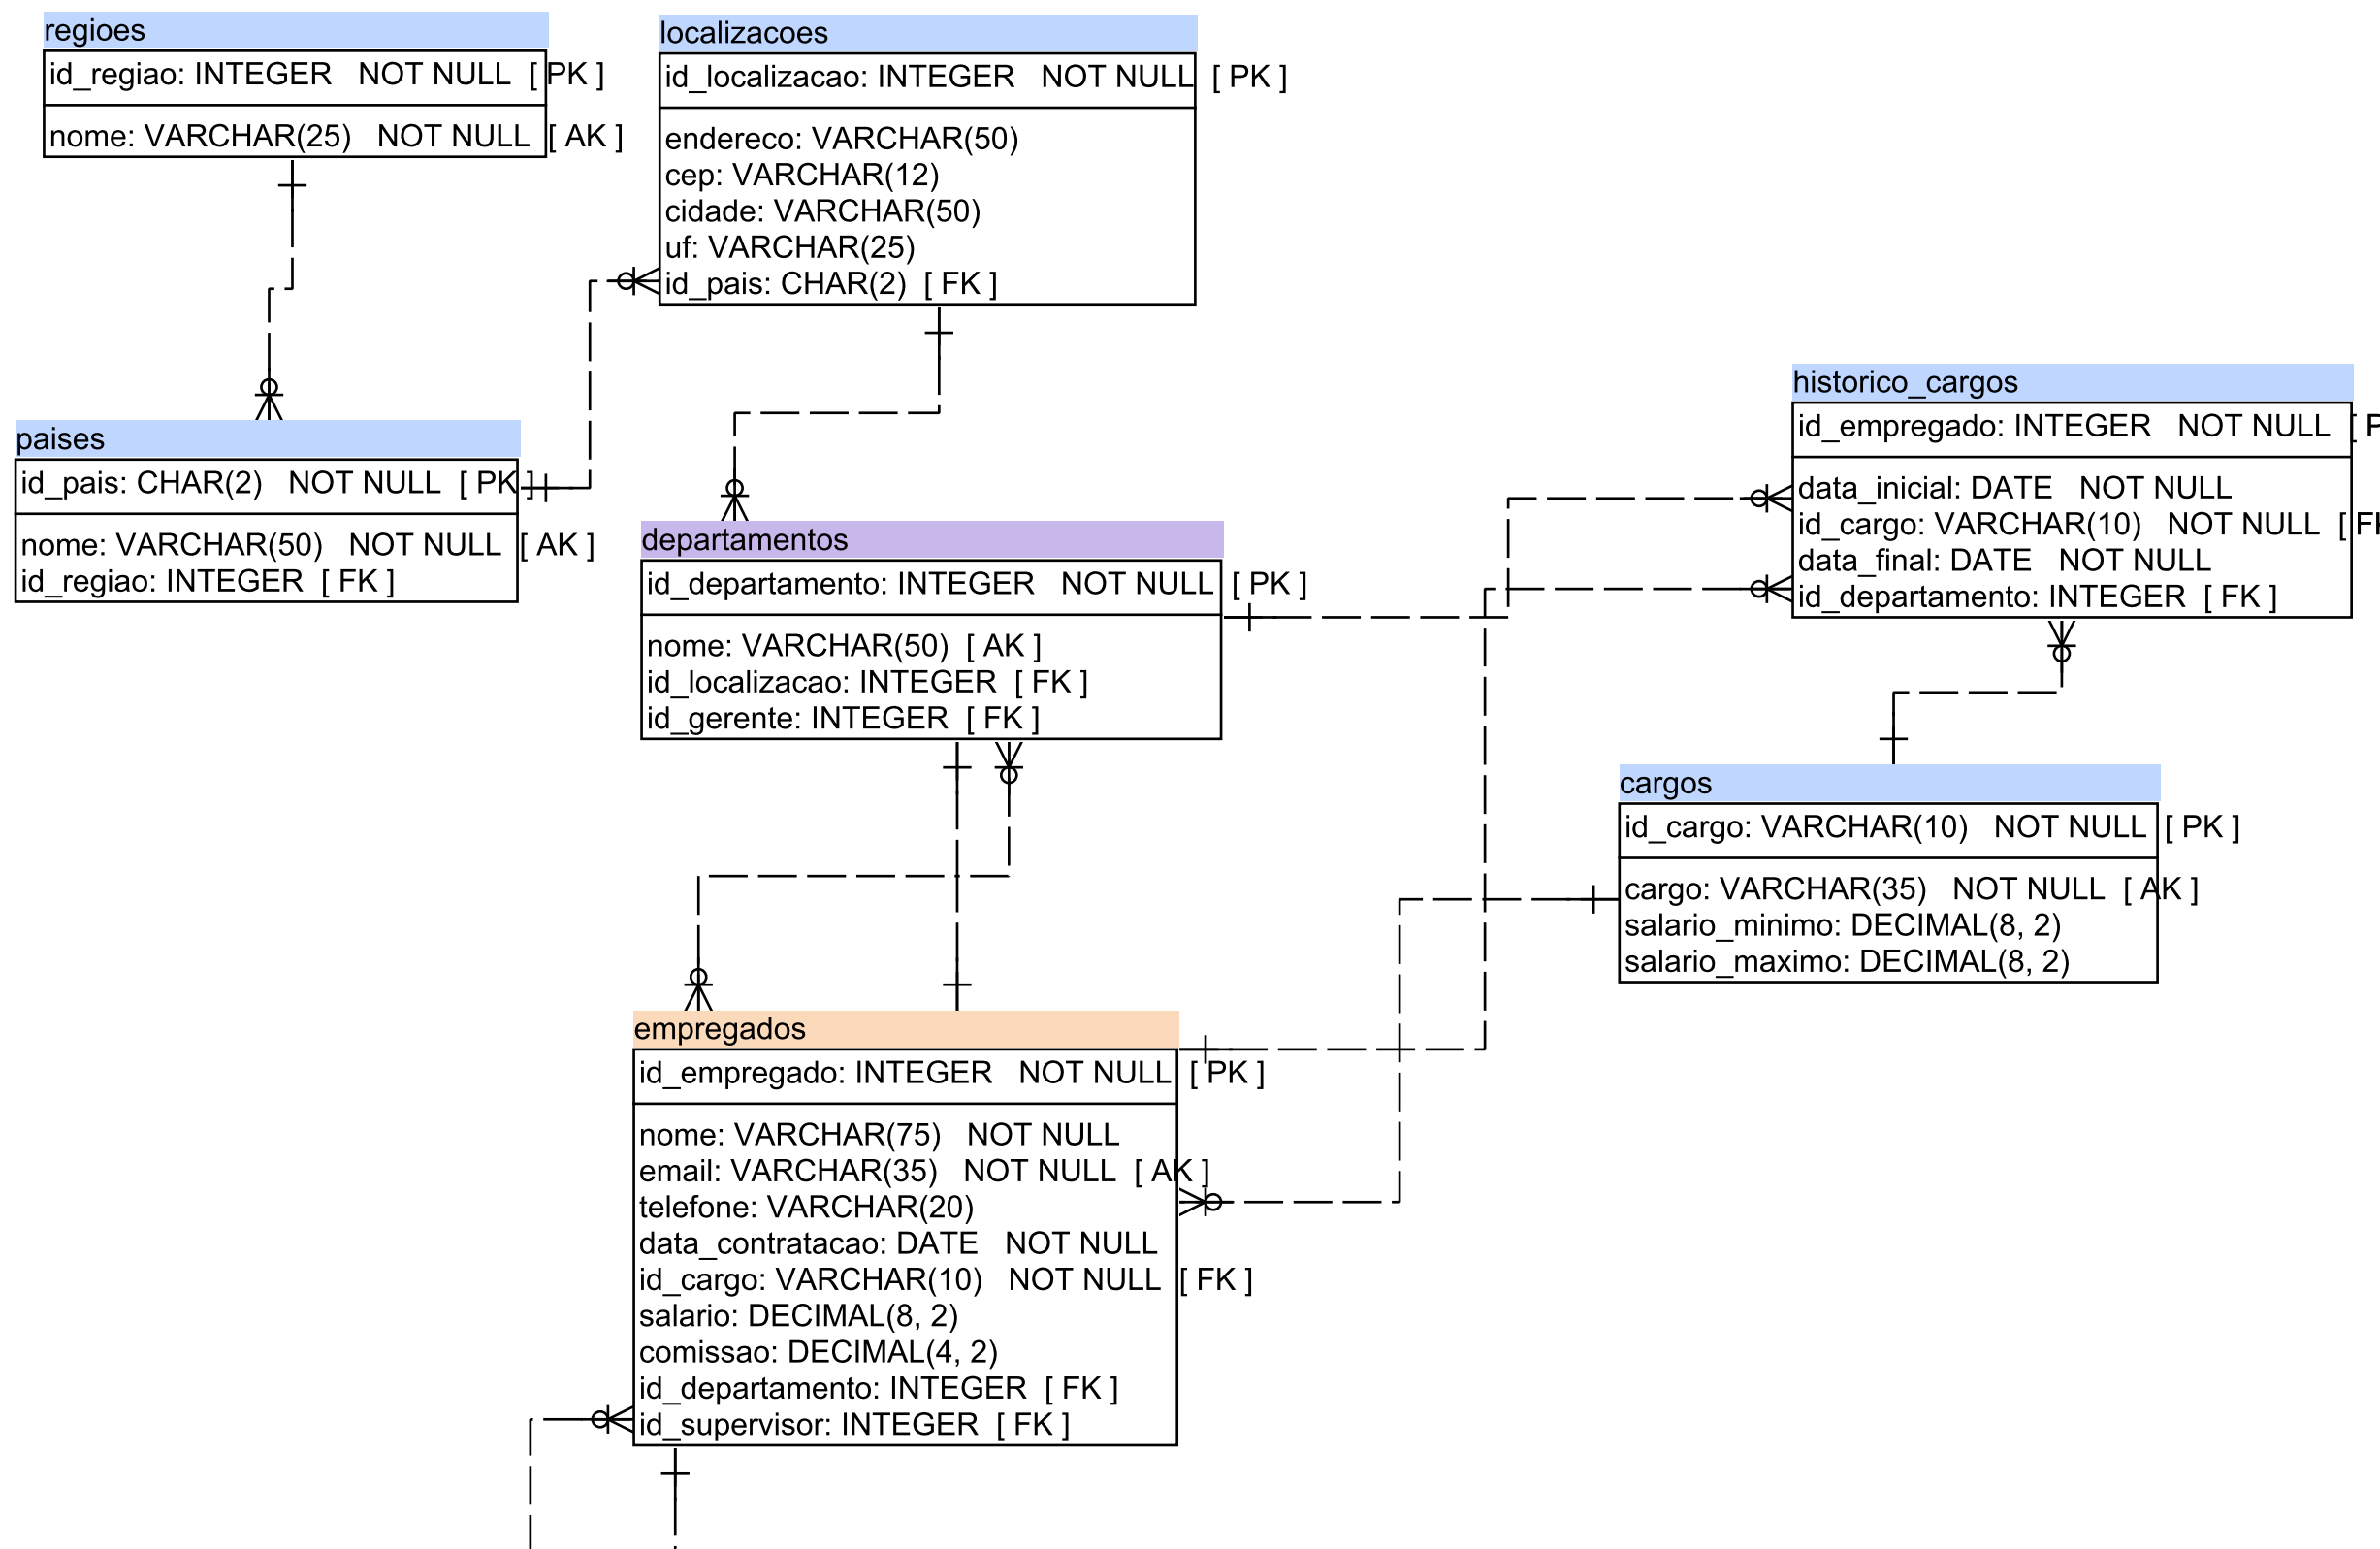 regioes
id_regiao: INTEGER   NOT NULL  [ PK ]
nome: VARCHAR(25)   NOT NULL  [ AK ]
localizacoes
id_localizacao: INTEGER   NOT NULL  [ PK ]
endereco: VARCHAR(50)
cep: VARCHAR(12)
cidade: VARCHAR(50)
uf: VARCHAR(25)
id_pais: CHAR(2)  [ FK ]
historico_cargos
id_empregado: INTEGER   NOT NULL  [ P
data_inicial: DATE   NOT NULL
id_cargo: VARCHAR(10)   NOT NULL  [ FK
data_final: DATE   NOT NULL
id_departamento: INTEGER  [ FK ]
paises
id_pais: CHAR(2)   NOT NULL  [ PK ]
nome: VARCHAR(50)   NOT NULL  [ AK ]
id_regiao: INTEGER  [ FK ]
departamentos
id_departamento: INTEGER   NOT NULL  [ PK ]
nome: VARCHAR(50)  [ AK ]
id_localizacao: INTEGER  [ FK ]
id_gerente: INTEGER  [ FK ]
cargos
id_cargo: VARCHAR(10)   NOT NULL  [ PK ]
cargo: VARCHAR(35)   NOT NULL  [ AK ]
salario_minimo: DECIMAL(8, 2)
salario_maximo: DECIMAL(8, 2)
empregados
id_empregado: INTEGER   NOT NULL  [ PK ]
nome: VARCHAR(75)   NOT NULL
email: VARCHAR(35)   NOT NULL  [ AK ]
telefone: VARCHAR(20)
data_contratacao: DATE   NOT NULL
id_cargo: VARCHAR(10)   NOT NULL  [ FK ]
salario: DECIMAL(8, 2)
comissao: DECIMAL(4, 2)
id_departamento: INTEGER  [ FK ]
id_supervisor: INTEGER  [ FK ]